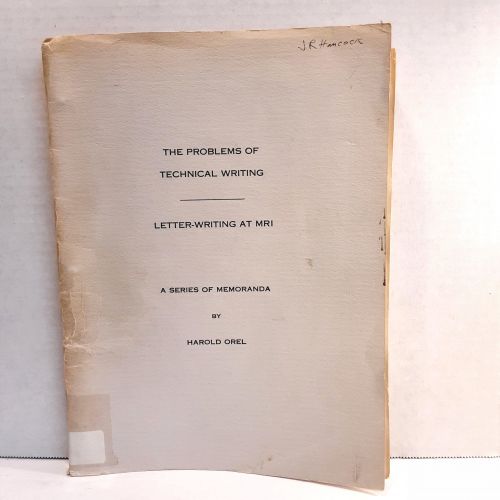 J R Hancock
THE PROBLEMS OF
TECHNICAL WRITING
LETTER-WRITING AT MRI
A SERIES OF MEMORANDA
BY
HAROLD OREL